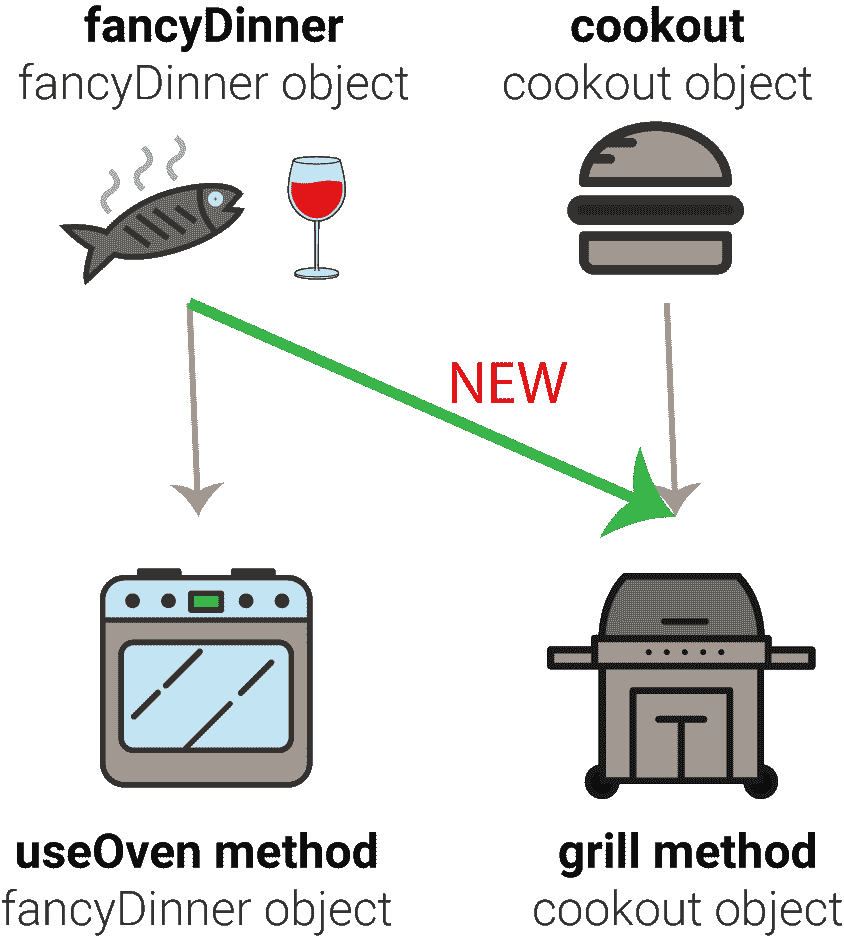 fancyDinner
fancyDinner object
cookout
cookout object
NEW
useOven method
fancyDinner object
grill method
cookout object